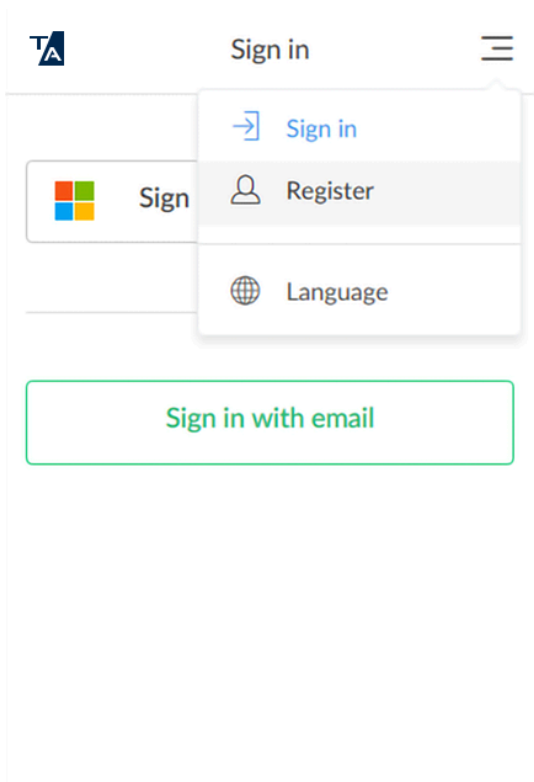 TA
Sign in
Sign in
Register
Sign
Language
Sign in with email